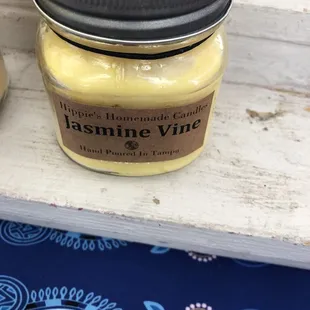 Hippie's Homemade Candles
Jasmine Vine
Hand Poured In Tampa